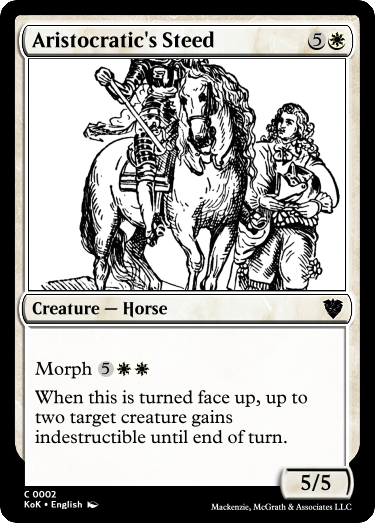 Aristocratic's Steed 5
Creature — Horse
Morph 5
When this is turned face up, up to
two target creature gains
indestructible until end of turn.
5/5
C 0002
KoK • English
Mackenzie, McGrath & Associates LLC